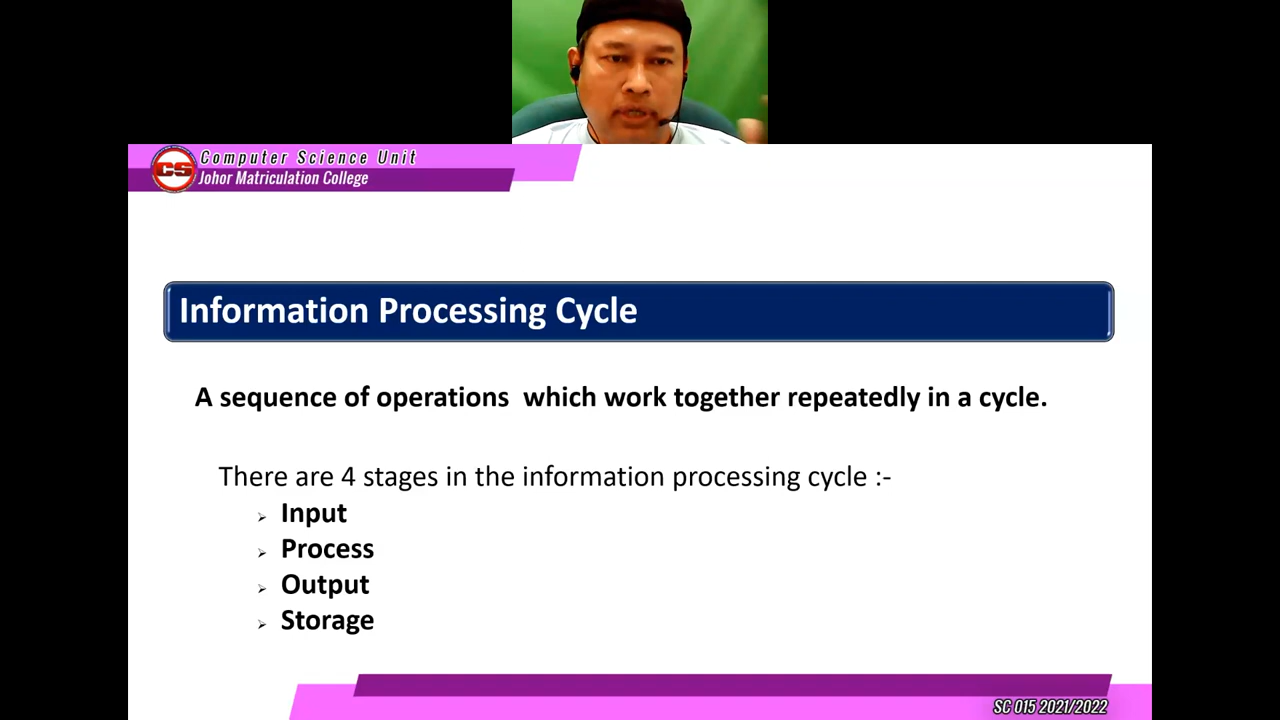 CS
Computer Science Unit
Johor Matriculation College
Information Processing Cycle
A sequence of operations which work together repeatedly in a cycle.
There are 4 stages in the information processing cycle :-
Input
Process
Output
Storage
SC 015 2021/2022